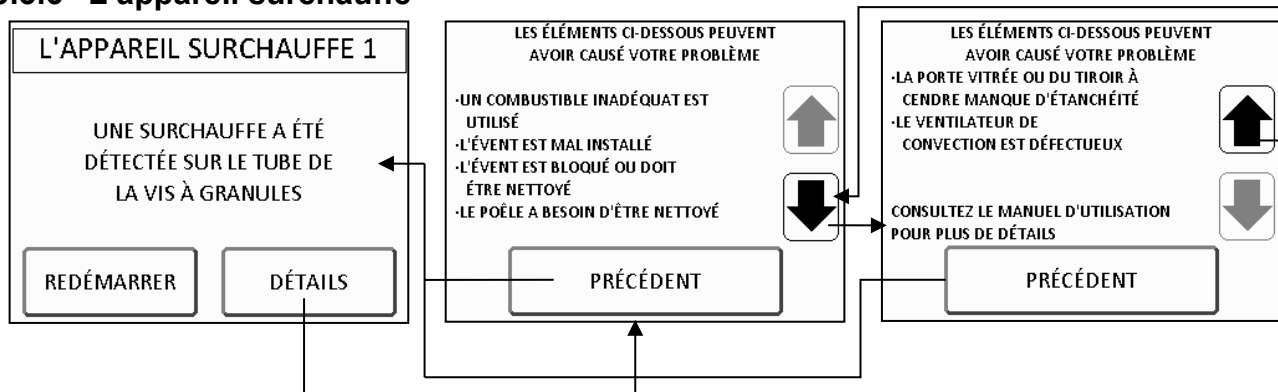 L'appareil surchauffe
L'APPAREIL SURCHAUFFE 1
UNE SURCHAUFFE A ÉTÉ
DÉTECTÉE SUR LE TUBE DE
LA VIS À GRANULES
REDÉMARRER
DÉTAILS
LES ÉLÉMENTS CI-DESSOUS PEUVENT
AVOIR CAUSÉ VOTRE PROBLÈME
·UN COMBUSTIBLE INADÉQUAT EST
UTILISÉ
·L'ÉVENT EST MAL INSTALLÉ
·L'ÉVENT EST BLOQUÉ OU DOIT
ÉTRE NETTOYÉ
·LE POÊLE A BESOIN D'ÊTRE NETTOYÉ
PRÉCÉDENT
LES ÉLÉMENTS CI-DESSOUS PEUVENT
AVOIR CAUSÉ VOTRE PROBLÈME
·LA PORTE VITRÉE OU DU TIROIR À
CENDRE MANQUE D'ÉTANCHÉITÉ
·LE VENTILATEUR DE
CONVECTION EST DÉFECTUEUX
CONSULTEZ LE MANUEL D'UTILISATION
POUR PLUS DE DÉTAILS
PRÉCÉDENT